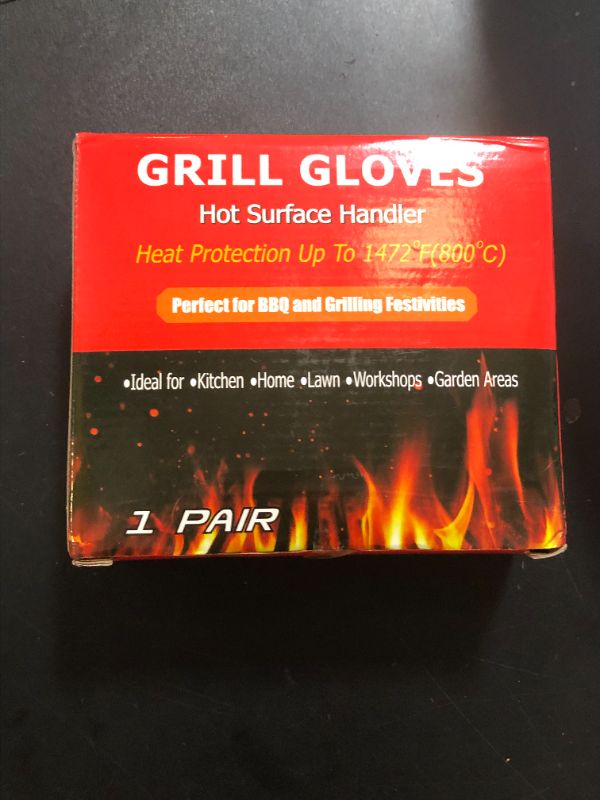 GRILL GLOVES
Hot Surface Handler
Heat Protection Up To 1472°F(800°C)
Perfect for BBQ and Grilling Festivities
•Ideal for •Kitchen •Home •Lawn •Workshops •Garden Areas
1 PAIR